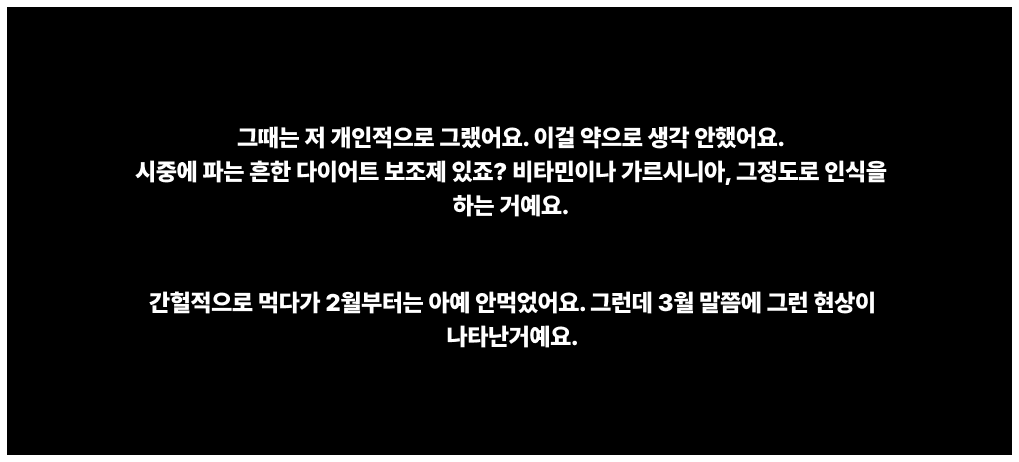 그때는 저 개인적으로 그랬어요. 이걸 약으로 생각 안했어요.
시중에 파는 흔한 다이어트 보조제 있죠? 비타민이나 가르시니아, 그정도로 인식을
하는 거예요.
간헐적으로 먹다가 2월부터는 아예 안먹었어요. 그런데 3월 말쯤에 그런 현상이
나타난거예요.